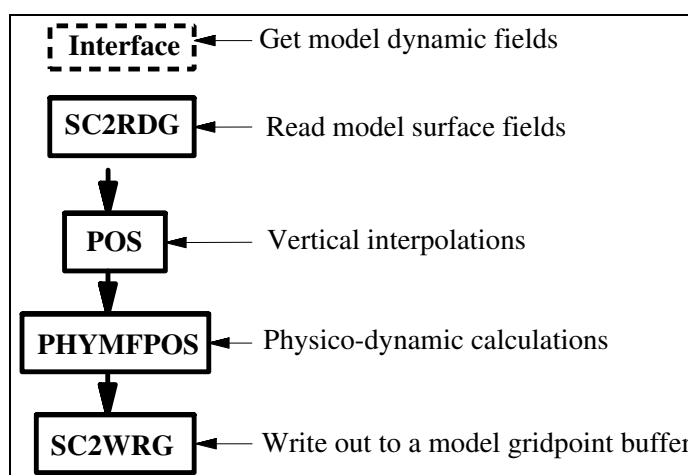 Interface Get model dynamic fields
SC2RDG Read model surface fields
POS Vertical interpolations
PHYMFPOS Physico-dynamic calculations
SC2WRG Write out to a model gridpoint buffer